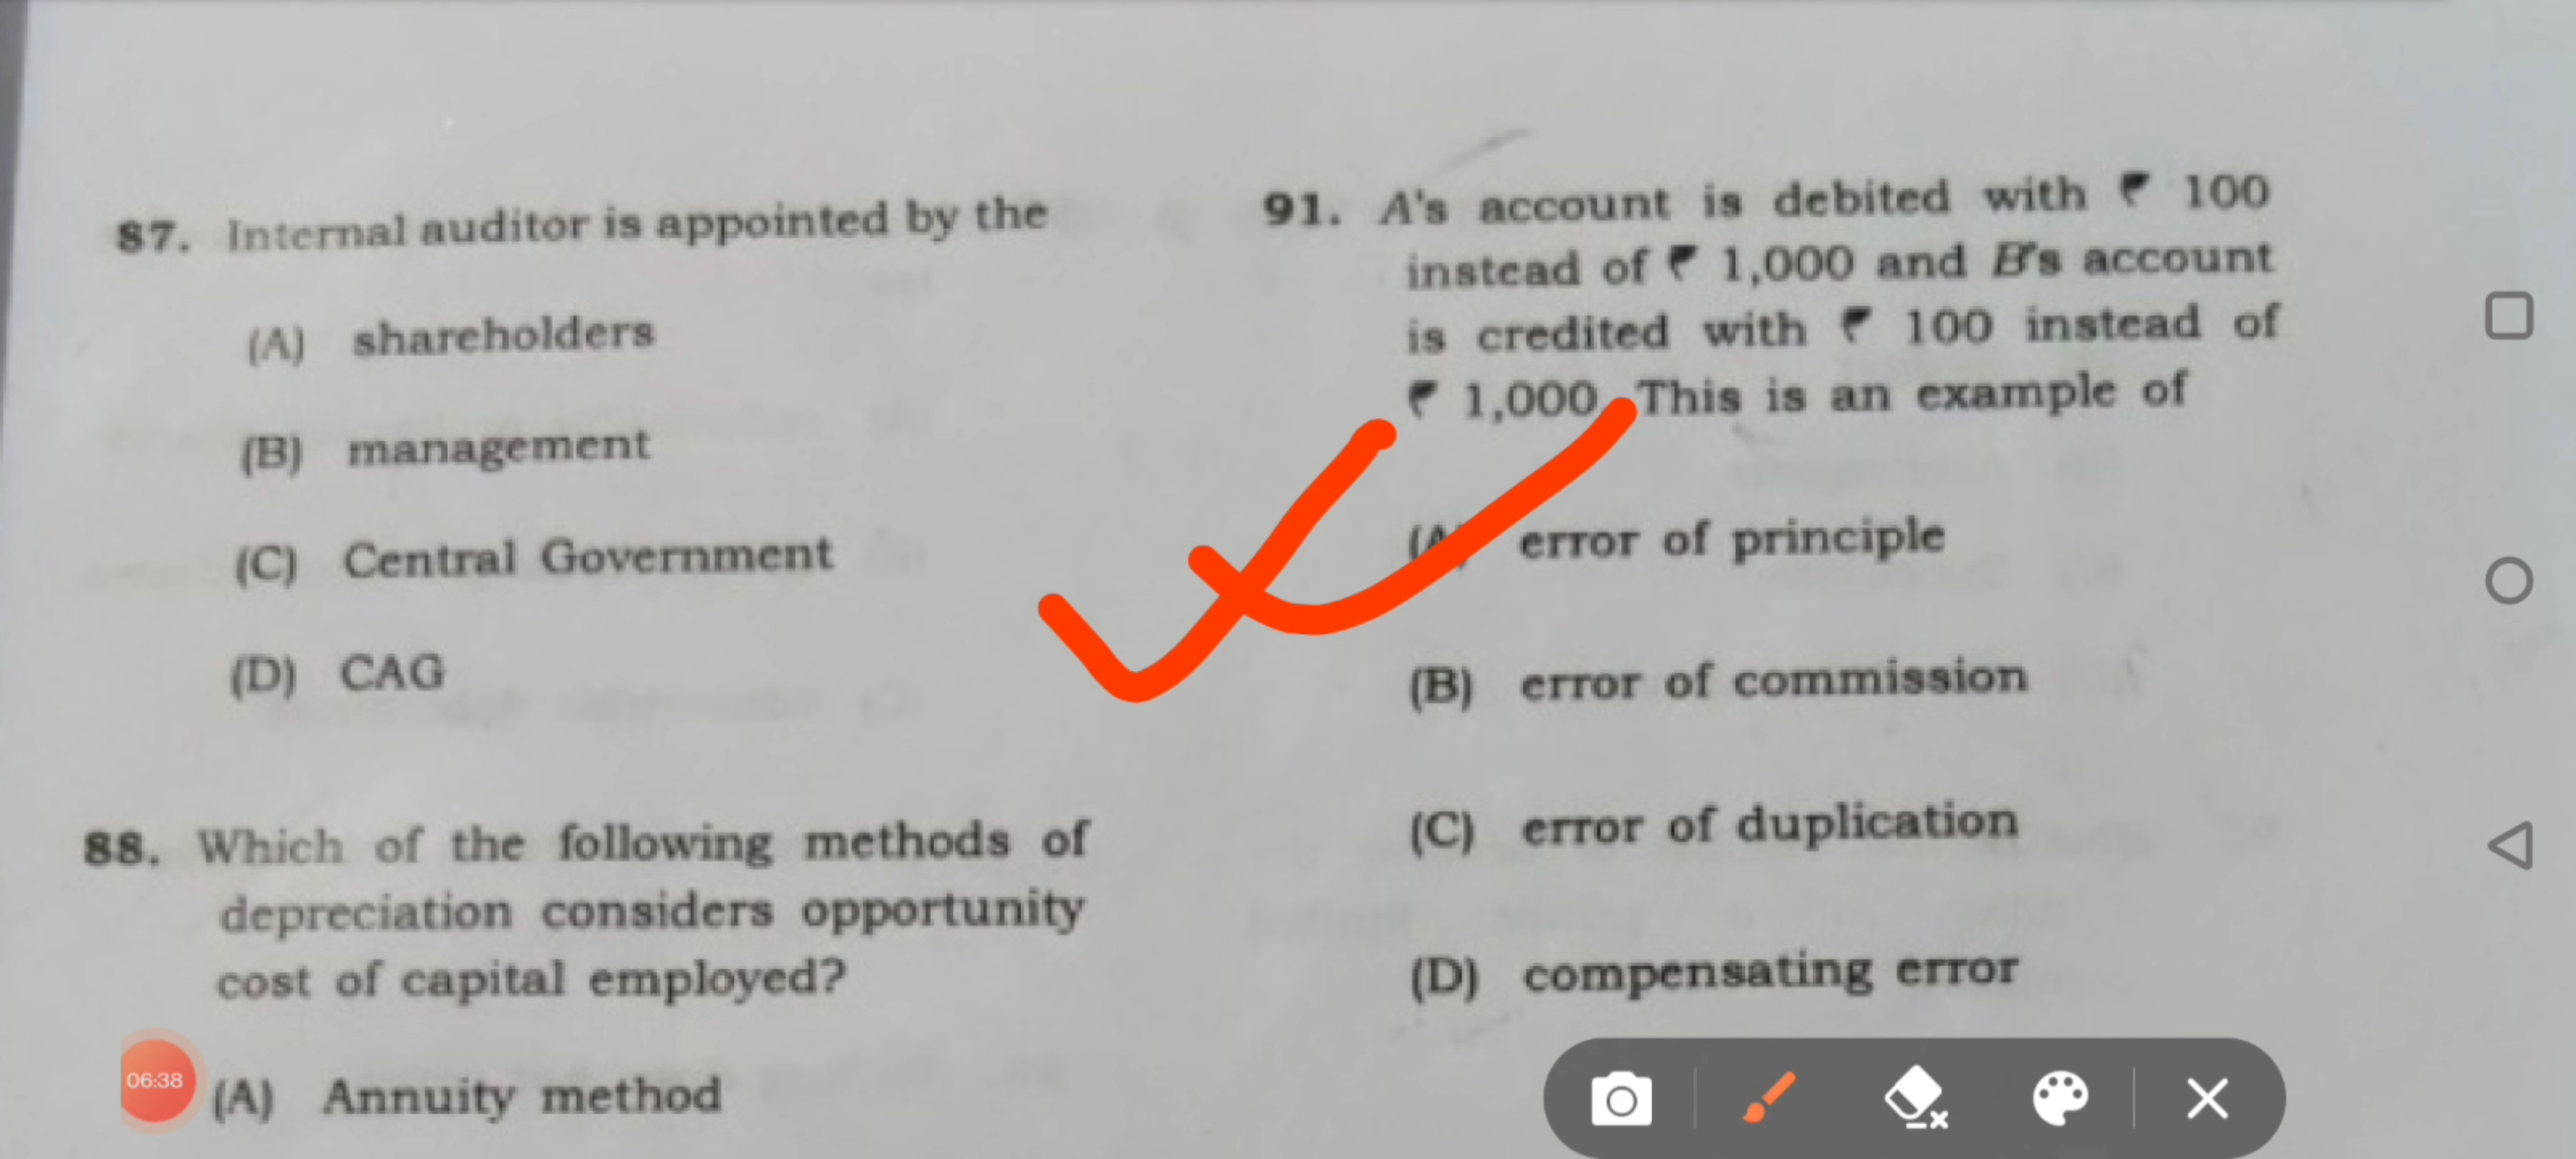 87. Internal auditor is appointed by the
(A) shareholders
(B) management
(C) Central Government
(D) CAG
88. Which of the following methods of
depreciation considers opportunity
cost of capital employed?
(A) Annuity method
91. A's account is debited with ₹ 100
instead of ₹ 1,000 and B's account
is credited with ₹ 100 instead of
₹ 1,000. This is an example of
(A) error of principle
(B) error of commission
(C) error of duplication
(D) compensating error
06:38